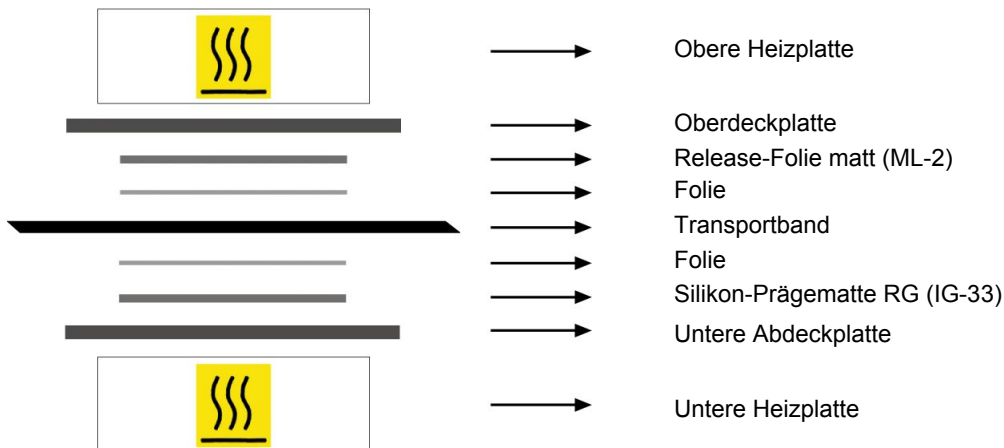 Obere Heizplatte
Oberdeckplatte
Release-Folie matt (ML-2)
Folie
Transportband
Folie
Silikon-Prägematte RG (IG-33)
Untere Abdeckplatte
Untere Heizplatte